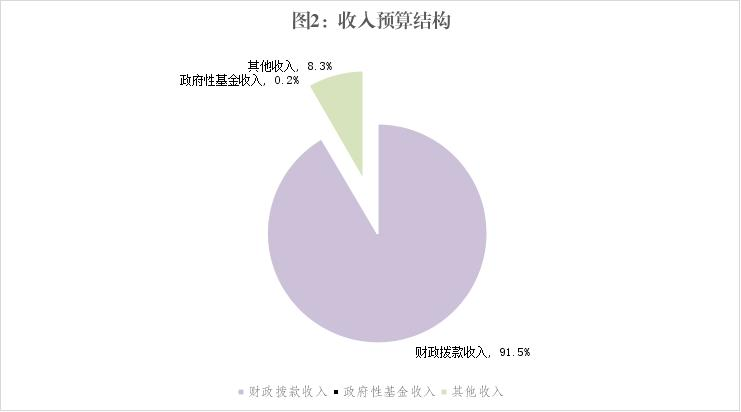 图2：收入预算结构
其他收入, 8.3%
政府性基金收入, 0.2%
财政拨款收入, 91.5%
财政拨款收入 政府性基金收入 其他收入